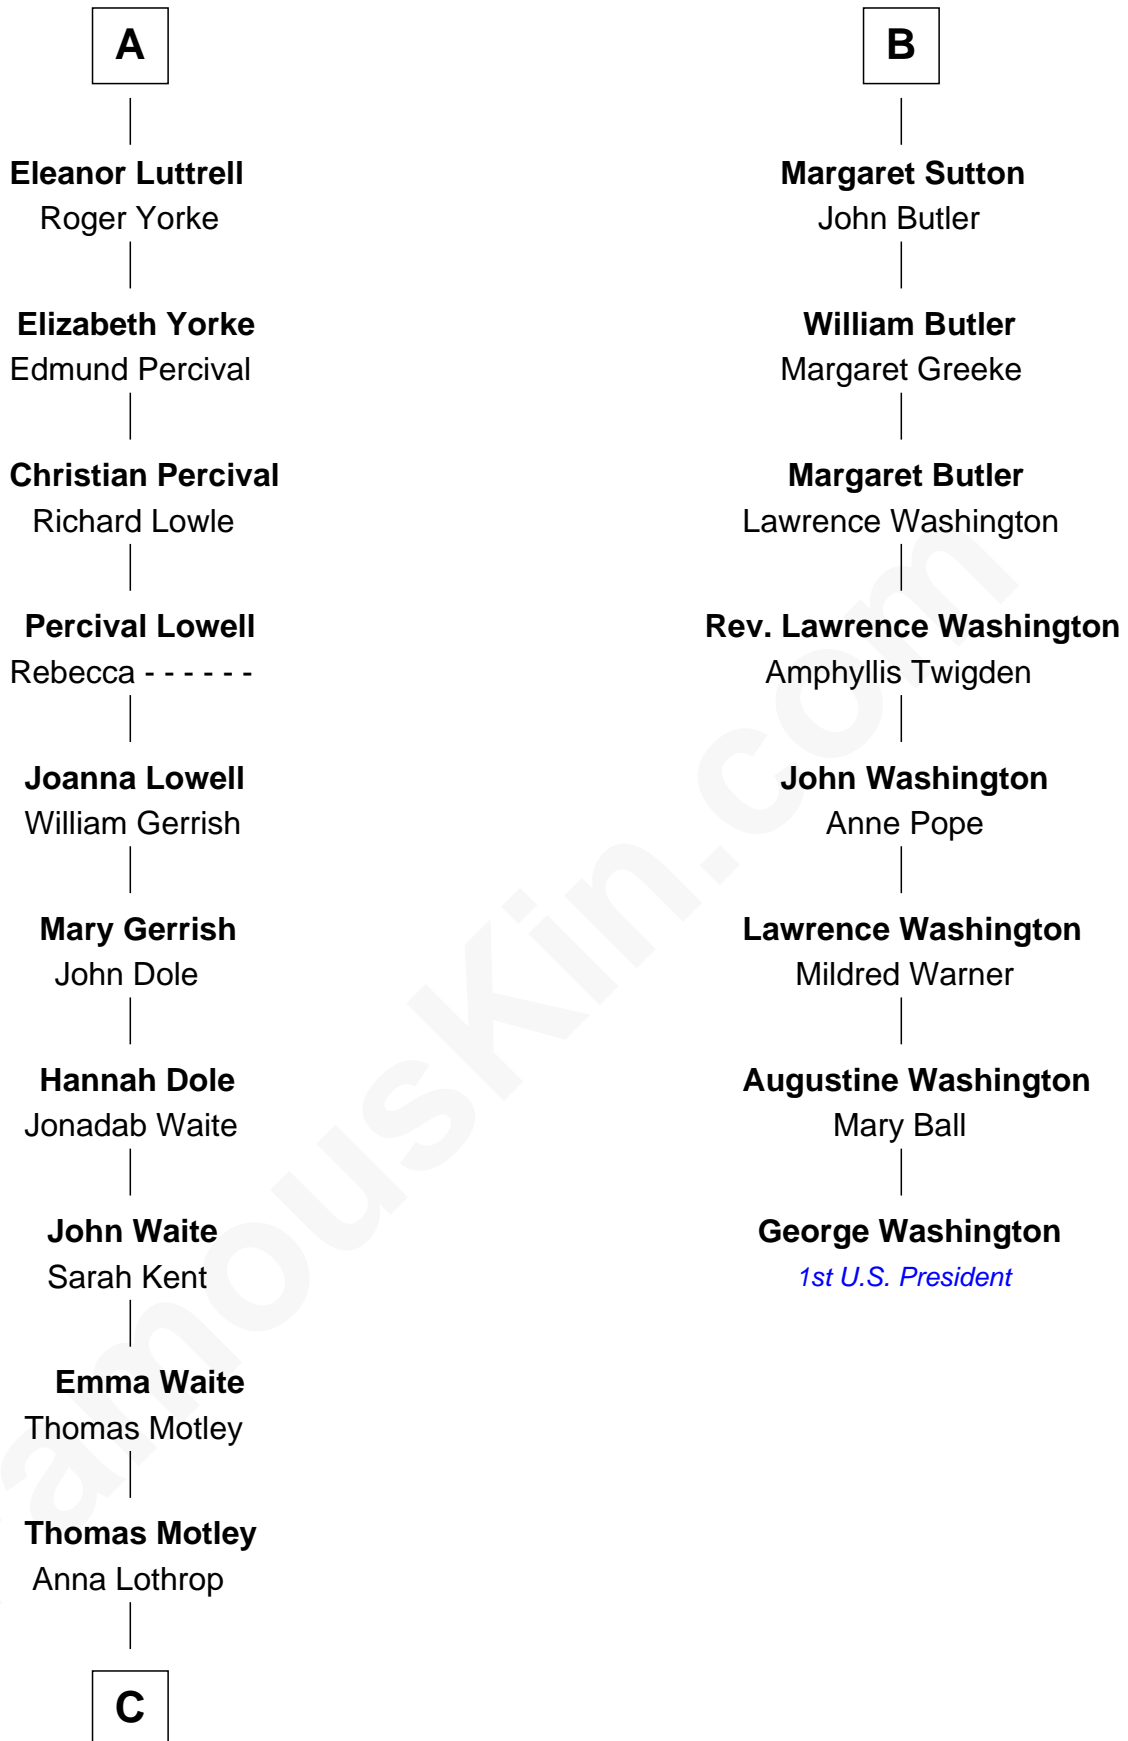 A
Eleanor Luttrell
Roger Yorke
Elizabeth Yorke
Edmund Percival
Christian Percival
Richard Lowle
Percival Lowell
Rebecca - - - - - -
Joanna Lowell
William Gerrish
Mary Gerrish
John Dole
Hannah Dole
Jonadab Waite
John Waite
Sarah Kent
Emma Waite
Thomas Motley
Thomas Motley
Anna Lothrop
C
B
Margaret Sutton
John Butler
William Butler
Margaret Greeke
Margaret Butler
Lawrence Washington
Rev. Lawrence Washington
Amphyllis Twigden
John Washington
Anne Pope
Lawrence Washington
Mildred Warner
Augustine Washington
Mary Ball
George Washington
1st U.S. President
amouskin.com